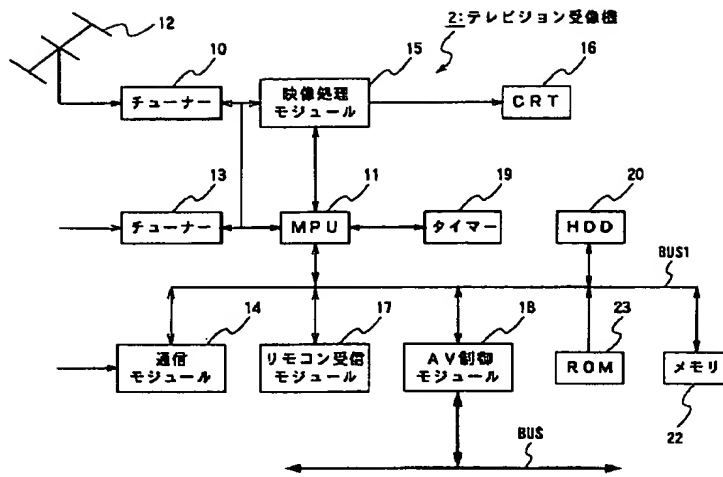 2:テレビジョン受像機
12
10
15
16
チューナー
映像処理
モジュール
CRT
13
11
19
20
チューナー
MPU
タイマー
HDD
BUS1
14
17
18
23
通信
モジュール
リモコン受信
モジュール
AV制御
モジュール
ROM
メモリ
22
BUS